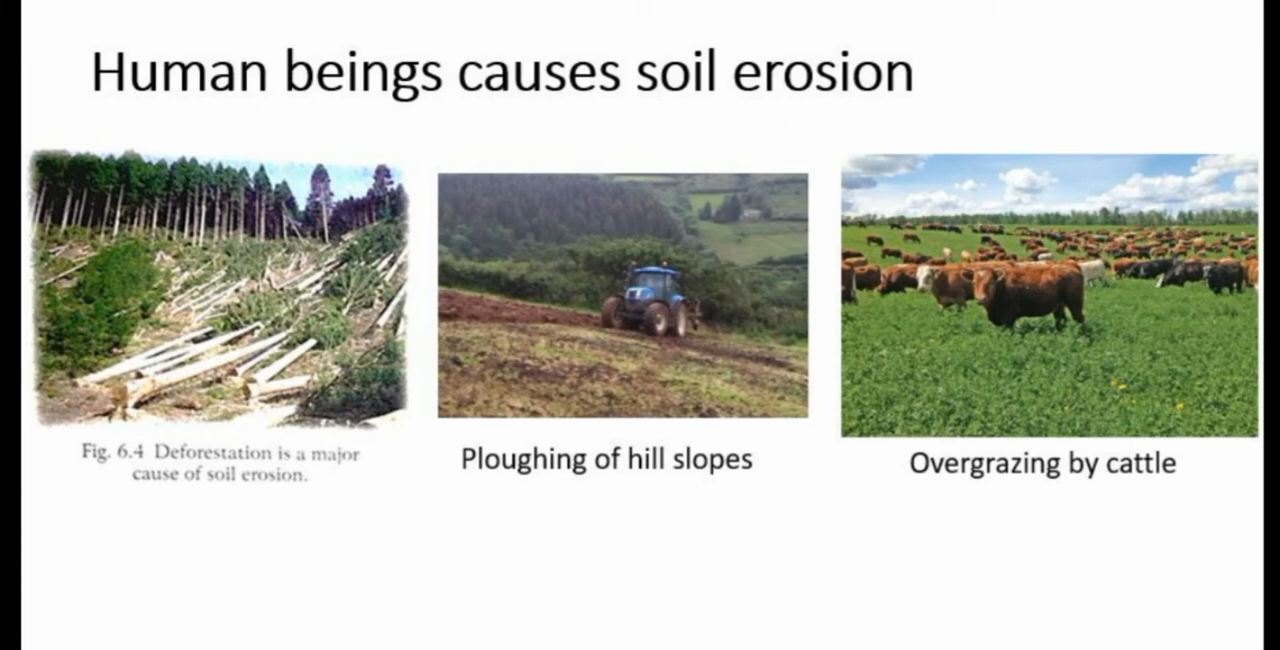 Human beings causes soil erosion
Fig. 6.4 Deforestation is a major
cause of soil erosion.
Ploughing of hill slopes
Overgrazing by cattle